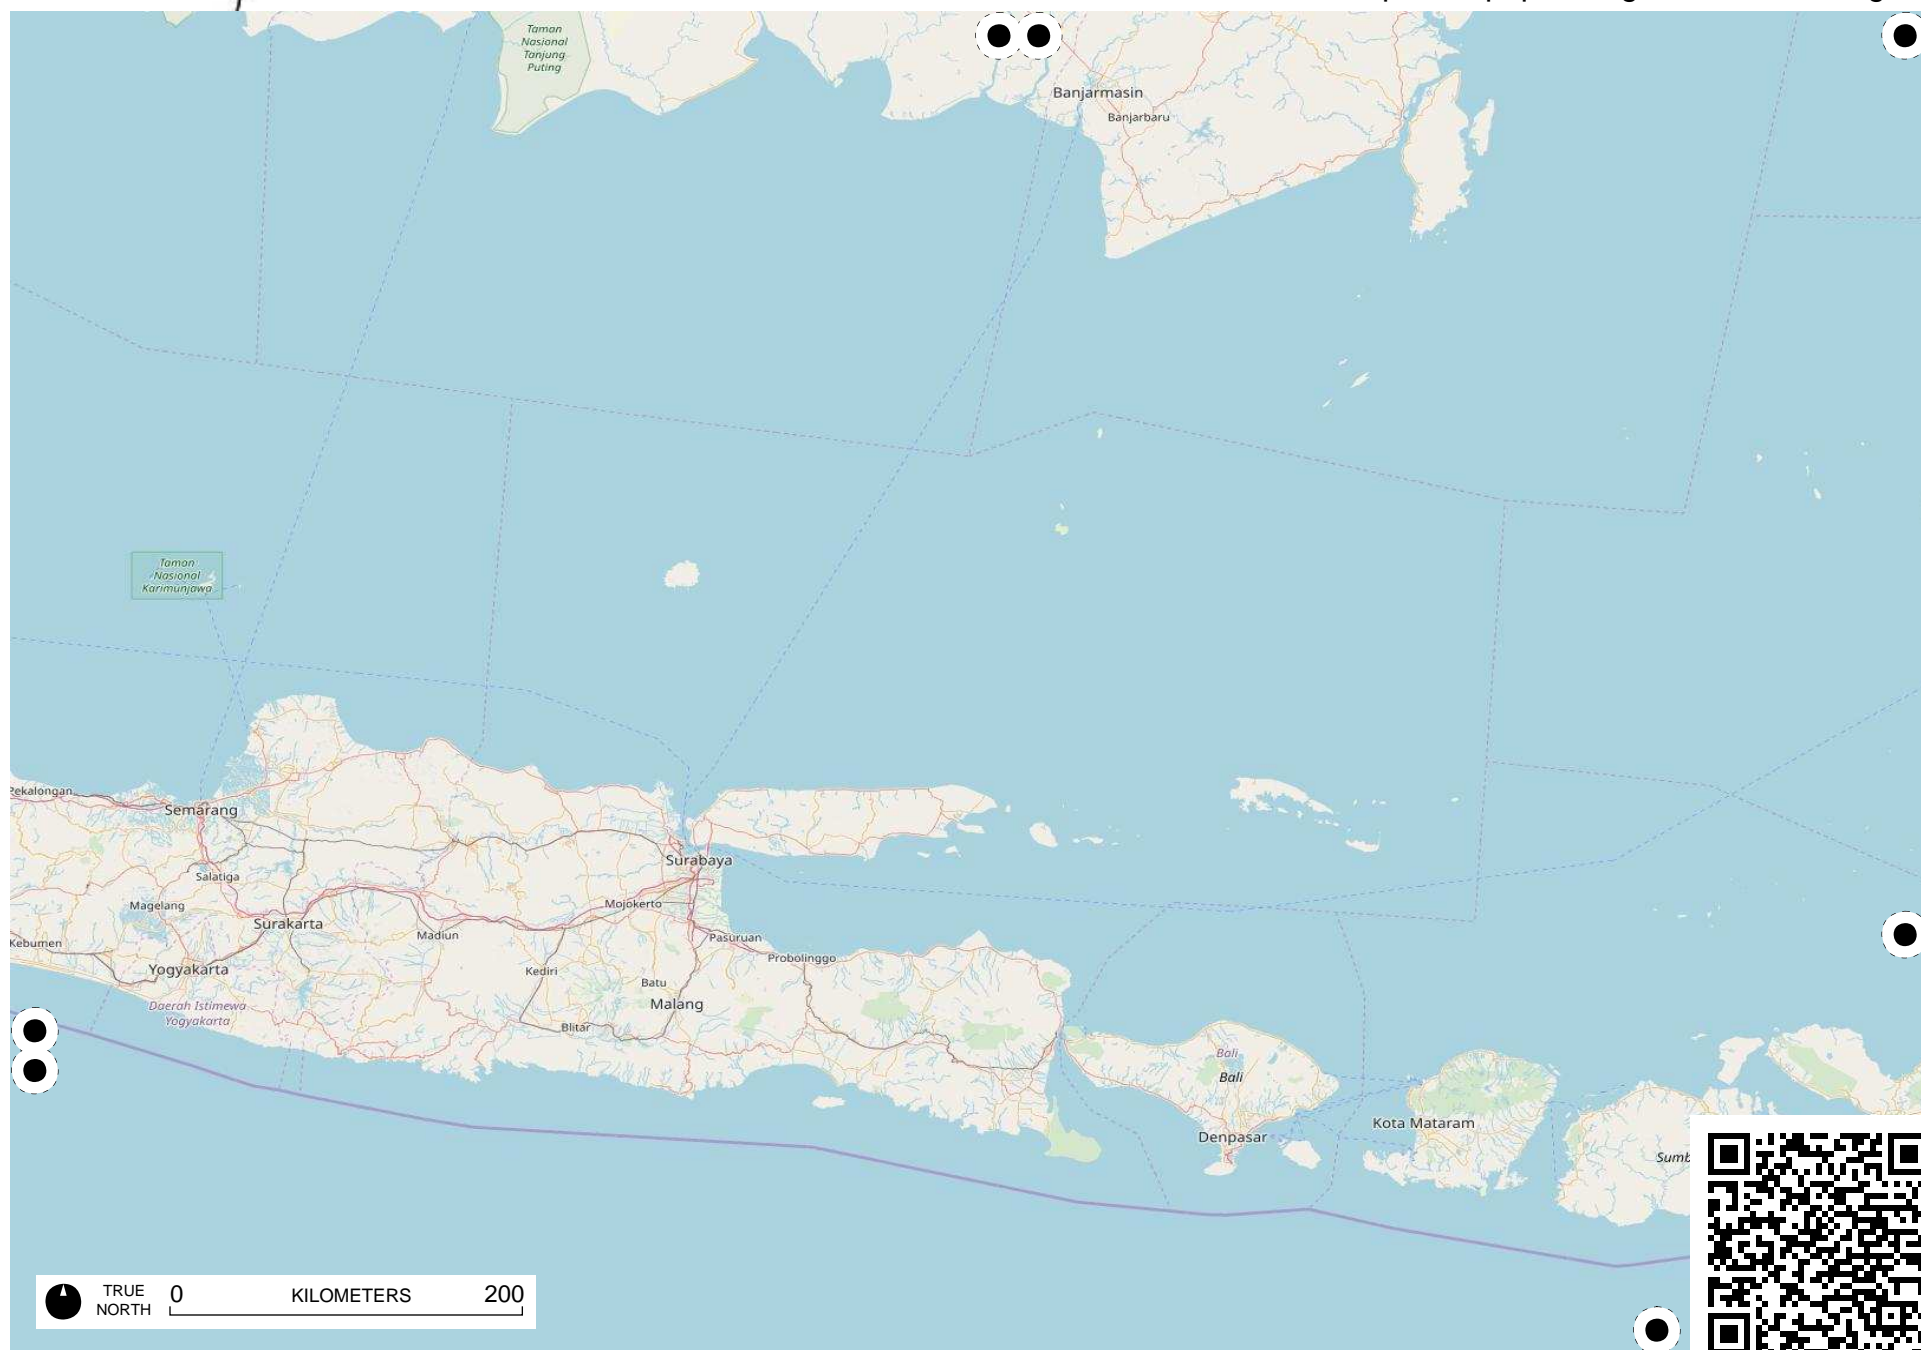 Taman
Nasional
Tanjung
Puting
Banjarmasin
Banjarbaru
Taman
Nasional
Karimunjawa
Pekalongan
Semarang
Surabaya
Salatiga
Mojokerto
Magelang
Surakarta
Madiun
Pasuruan
Kebumen
Probolinggo
Yogyakarta
Kediri
Batu
Malang
Daerah Istimewa
Yogyakarta
Blitar
Bali
Bali
Kota Mataram
Denpasar
Sumb
TRUE
NORTH
0 KILOMETERS 200